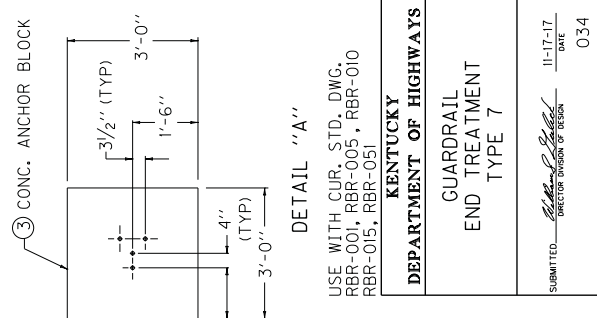 ③ CONC. ANCHOR BLOCK
3'-0''
3½'' (TYP)
1'-6''
4''
(TYP)
3'-0''
DETAIL "A"
USE WITH CUR. STD. DWG.
RBR-001, RBR-005, RBR-010
RBR-015, RBR-051
KENTUCKY
DEPARTMENT OF HIGHWAYS
GUARDRAIL
END TREATMENT
TYPE 7
SUBMITTED
DIRECTOR DIVISION OF DESIGN
11-17-17
DATE
034